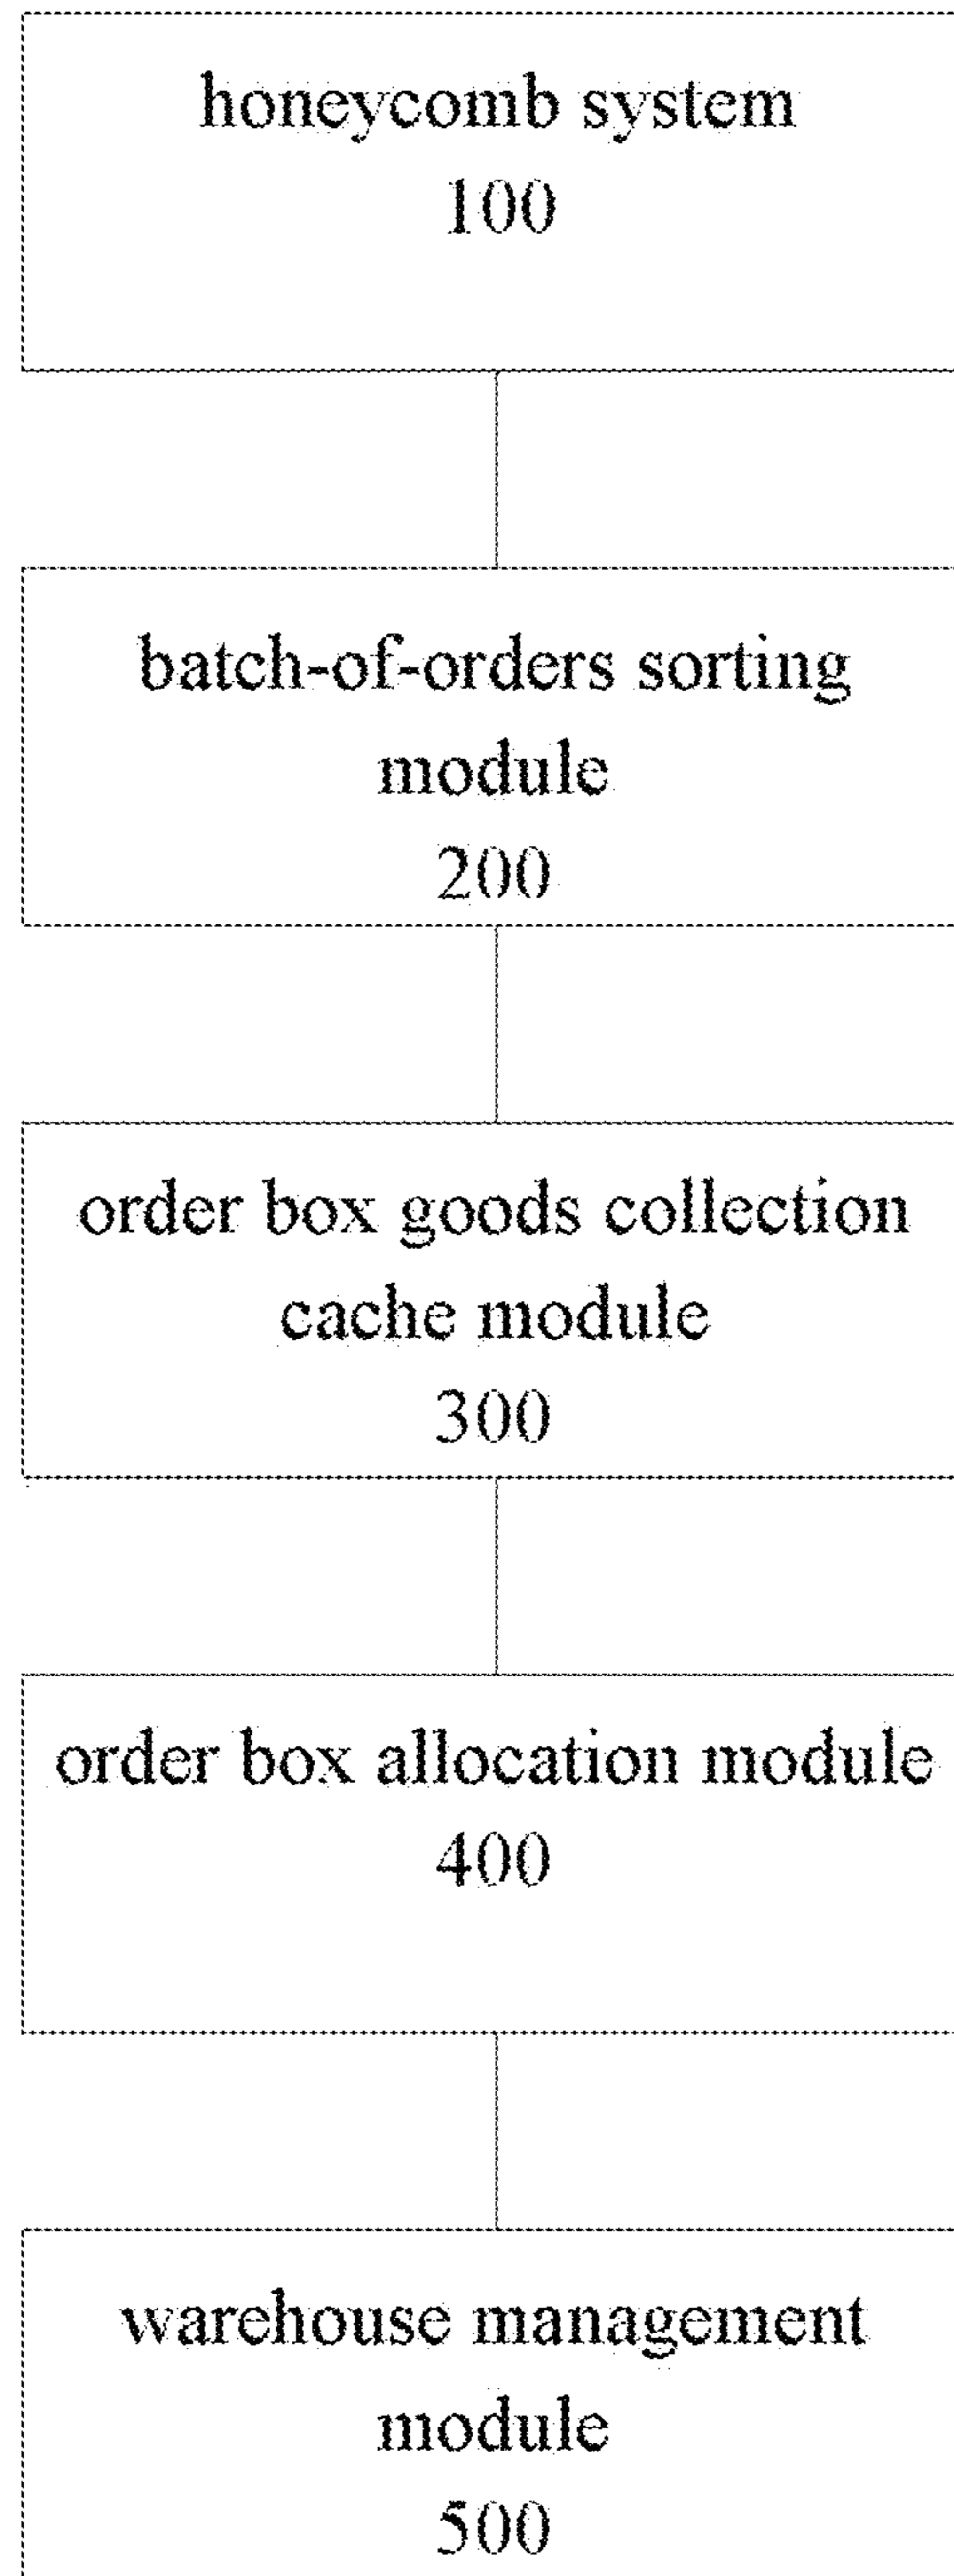 honeycomb system
100
batch-of-orders sorting
module
200
order box goods collection
cache module
300
order box allocation module
400
warehouse management
module
500